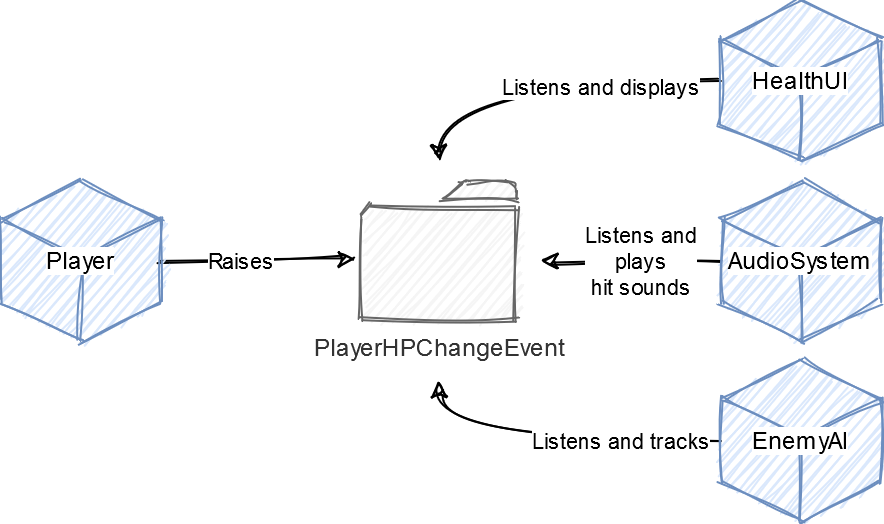 HealthUI
Listens and displays
Player
Raises
Listens and
plays
hit sounds
AudioSystem
PlayerHPChangeEvent
Listens and tracks
EnemyAI